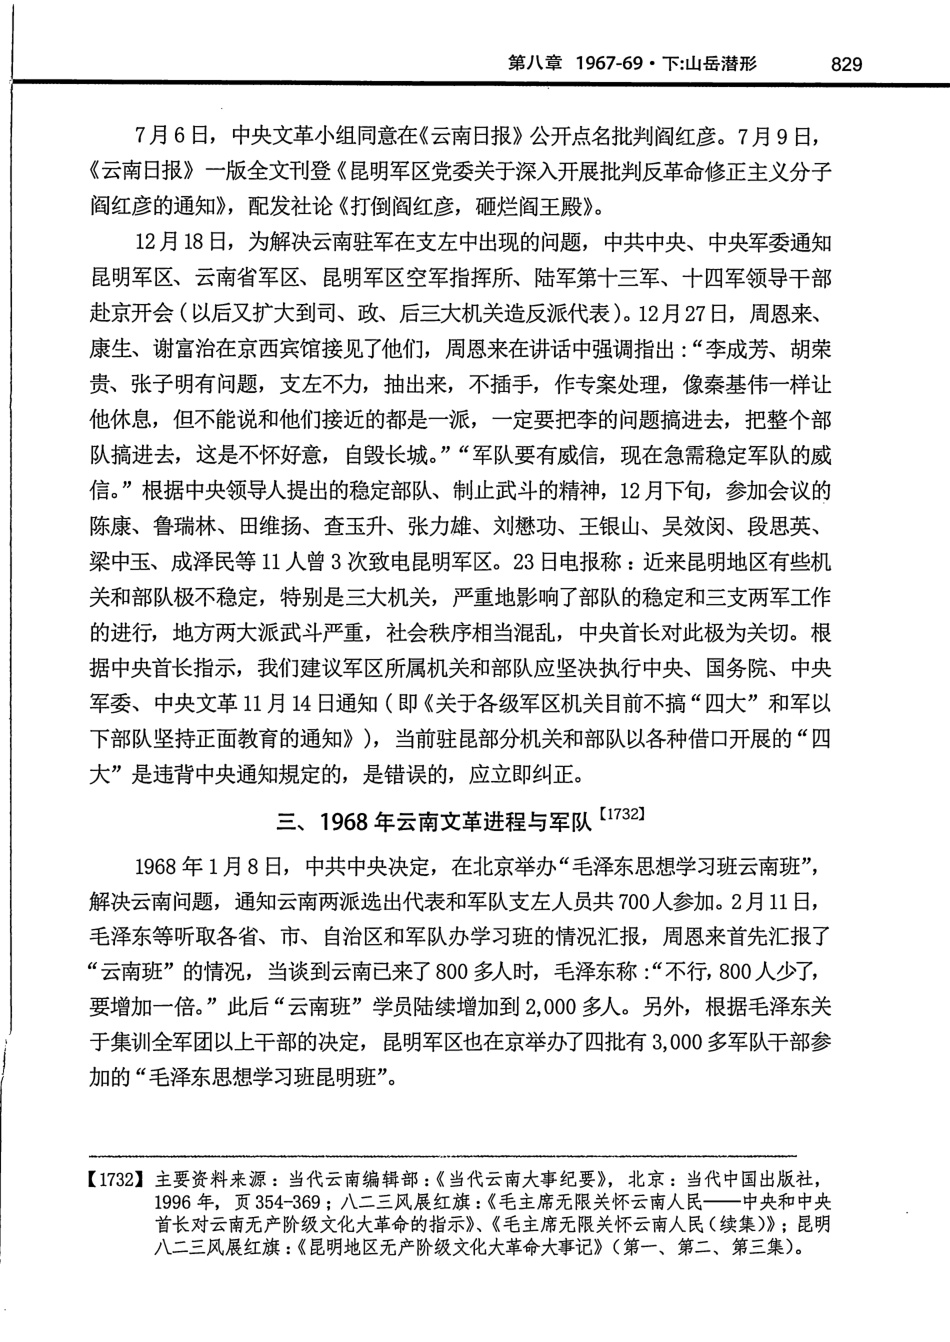 第八章 1967-69·下:山岳潜形 829
7月6日，中央文革小组同意在《云南日报》公开点名批判阎红彦。7月9日，
《云南日报》一版全文刊登《昆明军区党委关于深入开展批判反革命修正主义分子
阎红彦的通知》，配发社论《打倒阎红彦，砸烂阎王殿》。
12月18日，为解决云南驻军在支左中出现的问题，中共中央、中央军委通知
昆明军区、云南省军区、昆明军区空军指挥所、陆军第十三军、十四军领导干部
赴京开会（以后又扩大到司、政、后三大机关造反派代表）。12月27日，周恩来、
康生、谢富治在京西宾馆接见了他们，周恩来在讲话中强调指出：“李成芳、胡荣
贵、张子明有问题，支左不力，抽出来，不插手，作专案处理，像秦基伟一样让
他休息，但不能说和他们接近的都是一派，一定要把李的问题搞进去，把整个部
队搞进去，这是不怀好意，自毁长城。”“军队要有威信，现在急需稳定军队的威
信。”根据中央领导人提出的稳定部队、制止武斗的精神，12月下旬，参加会议的
陈康、鲁瑞林、田维扬、查玉升、张力雄、刘懋功、王银山、吴效闵、段思英、
梁中玉、成泽民等11人曾3次致电昆明军区。23日电报称：近来昆明地区有些机
关和部队极不稳定，特别是三大机关，严重地影响了部队的稳定和三支两军工作
的进行，地方两大派武斗严重，社会秩序相当混乱，中央首长对此极为关切。根
据中央首长指示，我们建议军区所属机关和部队应坚决执行中央、国务院、中央
军委、中央文革11月14日通知（即《关于各级军区机关目前不搞“四大”和军以
下部队坚持正面教育的通知》），当前驻昆部分机关和部队以各种借口开展的“四
大”是违背中央通知规定的，是错误的，应立即纠正。
三、1968年云南文革进程与军队【1732】
1968年1月8日，中共中央决定，在北京举办“毛泽东思想学习班云南班”，
解决云南问题，通知云南两派选出代表和军队支左人员共700人参加。2月11日，
毛泽东等听取各省、市、自治区和军队办学习班的情况汇报，周恩来首先汇报了
“云南班”的情况，当谈到云南已来了800多人时，毛泽东称：“不行，800人少了，
要增加一倍。”此后“云南班”学员陆续增加到2,000多人。另外，根据毛泽东关
于集训全军团以上干部的决定，昆明军区也在京举办了四批有3,000多军队干部参
加的“毛泽东思想学习班昆明班”。
【1732】主要资料来源：当代云南编辑部：《当代云南大事纪要》，北京：当代中国出版社，
1996年，页354-369；八二三风展红旗：《毛主席无限关怀云南人民——中央和中央
首长对云南无产阶级文化大革命的指示》、《毛主席无限关怀云南人民（续集）》；昆明
八二三风展红旗：《昆明地区无产阶级文化大革命大事记》（第一、第二、第三集）。